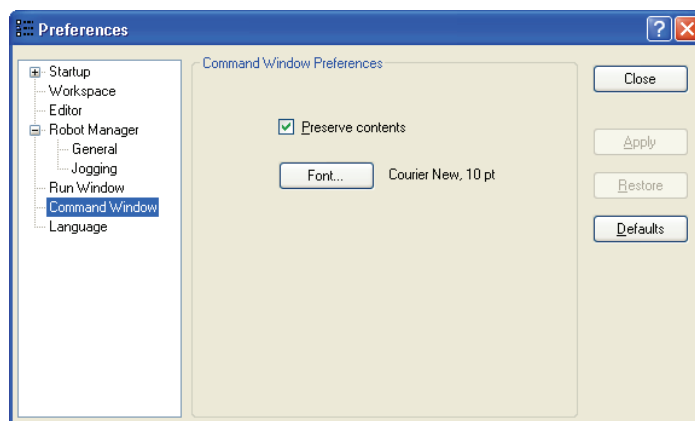 Preferences
Startup
Workspace
Editor
Robot Manager
General
Jogging
Run Window
Command Window
Language
Command Window Preferences
Preserve contents
Font... Courier New, 10 pt
Close
Apply
Restore
Defaults